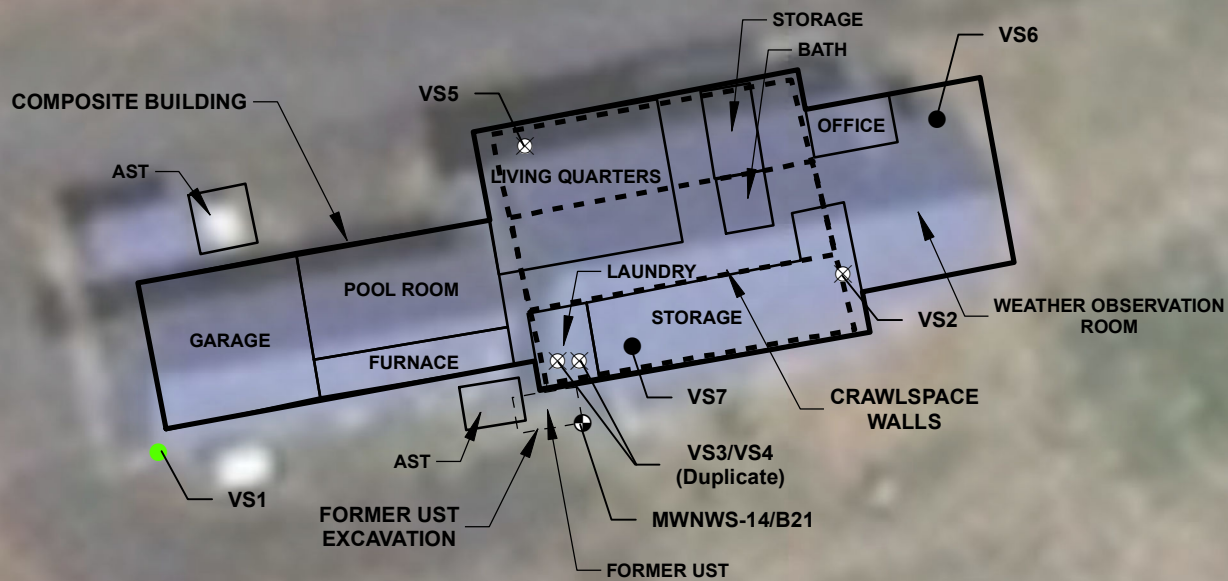 STORAGE
BATH
VS6
VS5
COMPOSITE BUILDING
OFFICE
AST
LIVING QUARTERS
LAUNDRY
POOL ROOM
STORAGE
WEATHER OBSERVATION
ROOM
VS2
GARAGE
FURNACE
VS7
CRAWLSPACE
WALLS
AST
VS3/VS4
(Duplicate)
VS1
FORMER UST
EXCAVATION
MWNWS-14/B21
FORMER UST